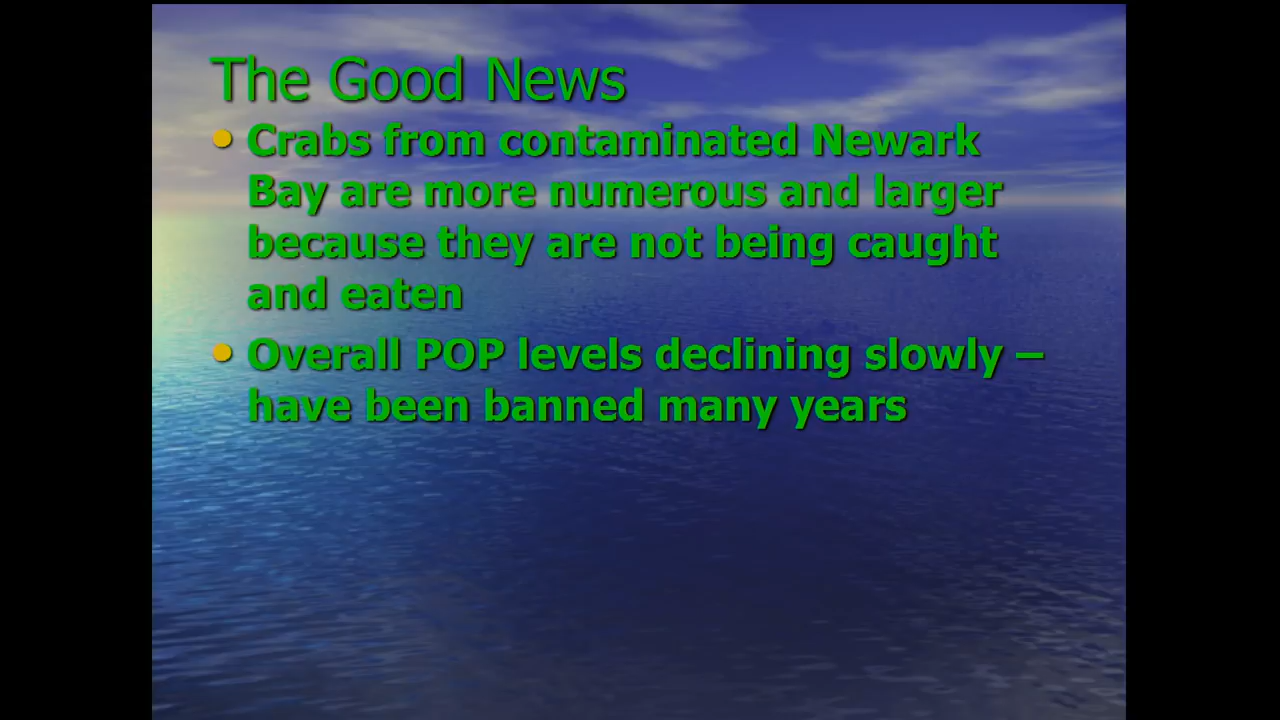 The Good News
• Crabs from contaminated Newark
Bay are more numerous and larger
because they are not being caught
and eaten
• Overall POP levels declining slowly –
have been banned many years